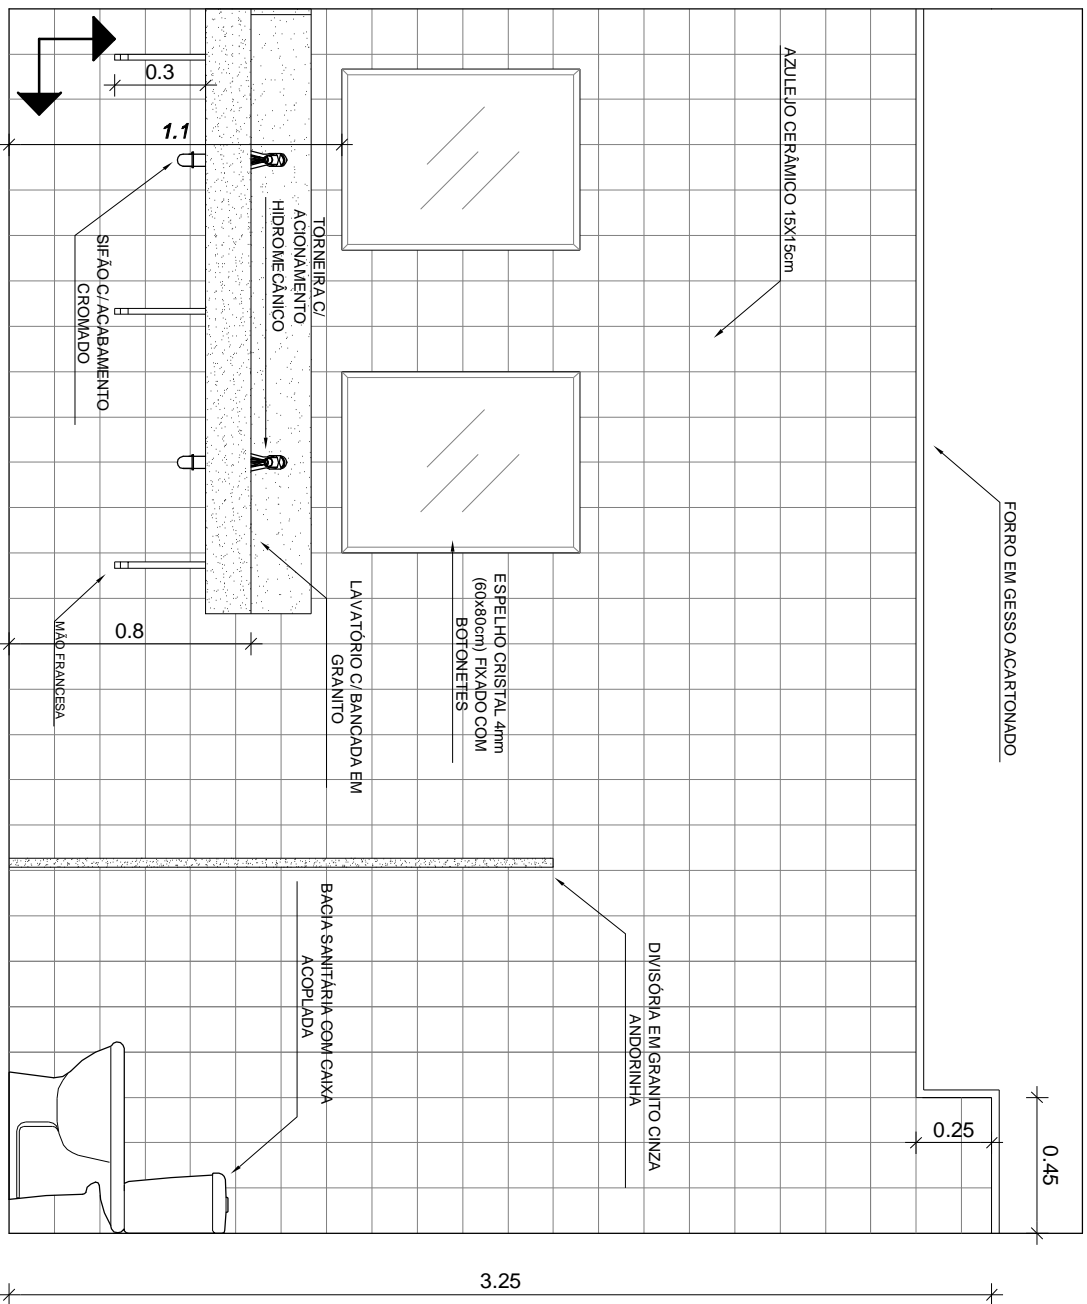 0.3
1.1
AZULEJO CERÂMICO 15X15cm
TORNEIRA C/
ACIONAMENTO
HIDROMECÂNICO
SIFÃO C/ ACABAMENTO
CROMADO
FORRO EM GESSO ACARTONADO
ESPELHO CRISTAL 4mm
(60x80cm) FIXADO COM
BOTONETES
LAVATÓRIO C/ BANCADA EM
GRANITO
0.8
MÃO FRANCESA
BACIA SANITÁRIA COM CAIXA
ACOPLADA
DIVISÓRIA EM GRANITO CINZA
ANDORINHA
0.25
0.45
3.25